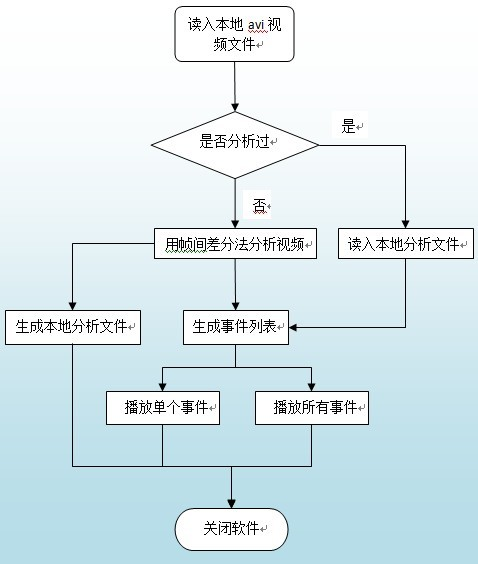 读入本地 avi 视
频文件
是否分析过
是
否
用帧间差分法分析视频
读入本地分析文件
生成本地分析文件
生成事件列表
播放单个事件
播放所有事件
关闭软件